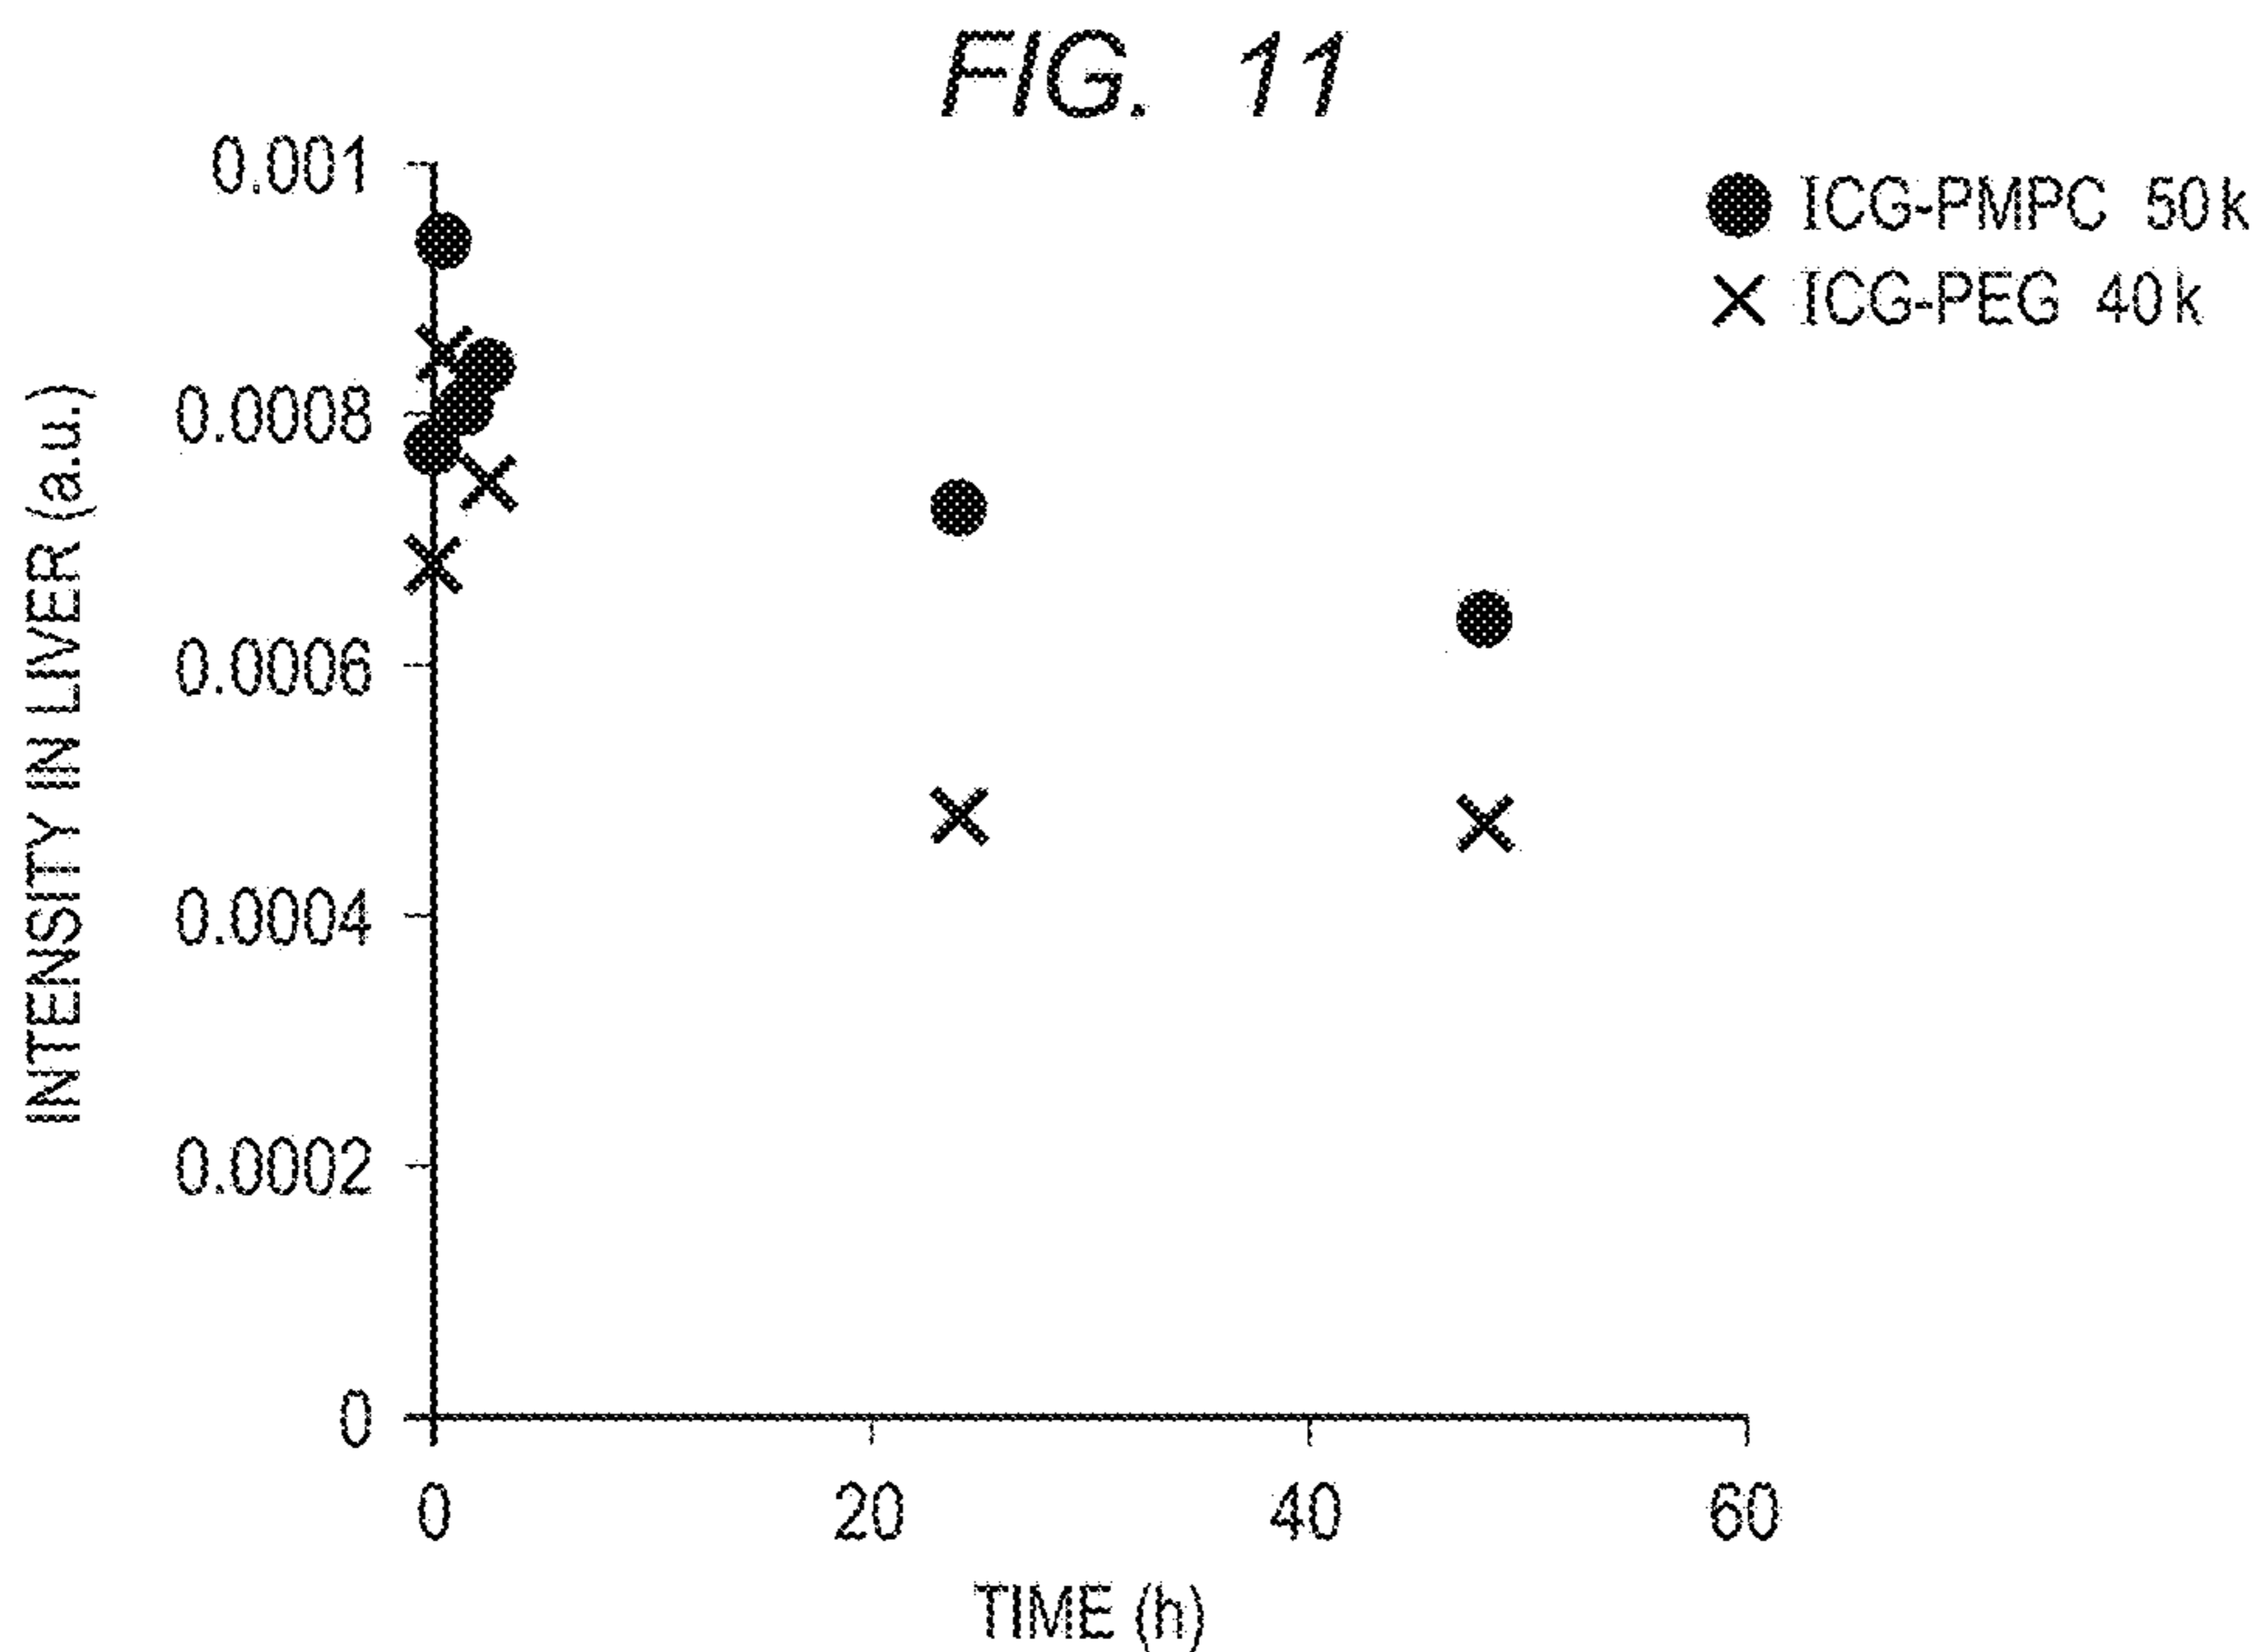 FIG. 11
0.001
0.0008
0.0006
0.0004
0.0002
0
INTENSITY IN LIVER (a.u.)
ICG-PMPC 50k
ICG-PEG 40k
0
20
40
60
TIME (h)